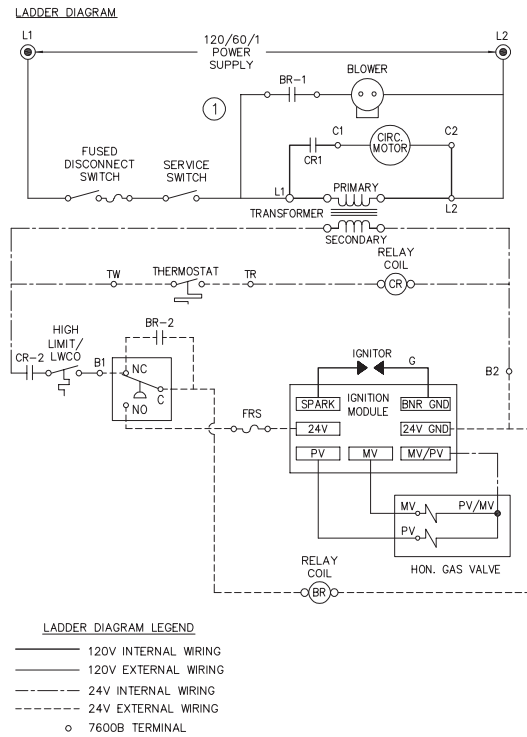 LADDER DIAGRAM
L1
120/60/1
POWER
SUPPLY
L2
BLOWER
BR-1
1
C1
CIRC.
MOTOR
C2
CR1
FUSED
DISCONNECT
SWITCH
SERVICE
SWITCH
L1
PRIMARY
L2
TRANSFORMER
SECONDARY
RELAY
COIL
TW
THERMOSTAT
TR
CR
HIGH
LIMIT/
LWCO
BR-2
CR-2
B1
NC
C
NO
IGNITOR
G
B2
SPARK
IGNITION
MODULE
BNR GND
FRS
24V
24V GND
PV
MV
MV/PV
MV
PV/MV
PV
HON. GAS VALVE
RELAY
COIL
BR
LADDER DIAGRAM LEGEND
120V INTERNAL WIRING
120V EXTERNAL WIRING
24V INTERNAL WIRING
24V EXTERNAL WIRING
7600B TERMINAL